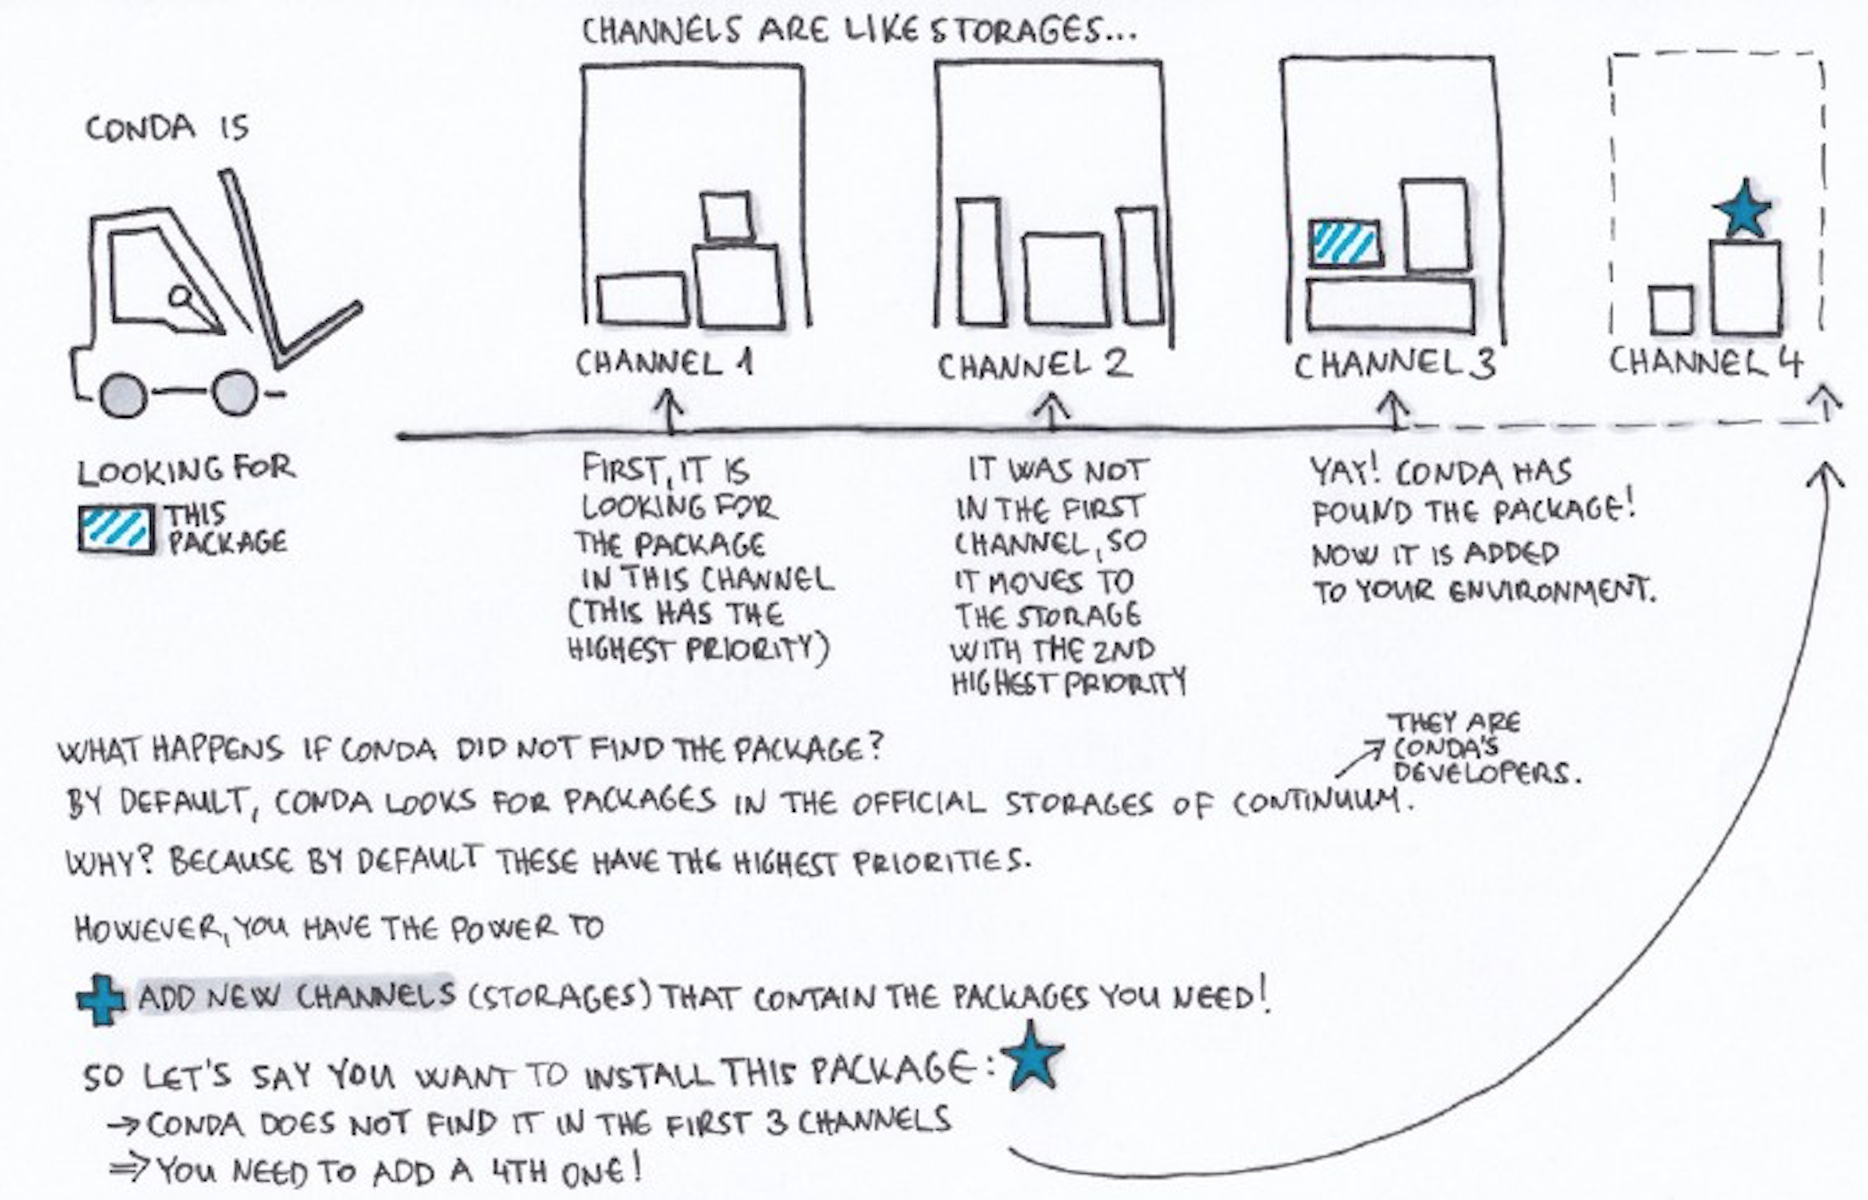 CHANNELS ARE LIKE STORAGES...
CONDA IS
LOOKING FOR
THIS
PACKAGE
CHANNEL 1
CHANNEL 2
CHANNEL 3
CHANNEL 4
FIRST, IT IS
LOOKING FOR
THE PACKAGE
IN THIS CHANNEL
(THIS HAS THE
HIGHEST PRIORITY)
IT WAS NOT
IN THE FIRST
CHANNEL, SO
IT MOVES TO
THE STORAGE
WITH THE 2ND
HIGHEST PRIORITY
YAY! CONDA HAS
FOUND THE PACKAGE!
NOW IT IS ADDED
TO YOUR ENVIRONMENT.
WHAT HAPPENS IF CONDA DID NOT FIND THE PACKAGE?
BY DEFAULT, CONDA LOOKS FOR PACKAGES IN THE OFFICIAL STORAGES OF CONTINUUM.
THEY ARE
CONDA'S
DEVELOPERS.
WHY? BECAUSE BY DEFAULT THESE HAVE THE HIGHEST PRIORITIES.
HOWEVER, YOU HAVE THE POWER TO
ADD NEW CHANNELS (STORAGES) THAT CONTAIN THE PACKAGES YOU NEED!
SO LET'S SAY YOU WANT TO INSTALL THIS PACKAGE:
→ CONDA DOES NOT FIND IT IN THE FIRST 3 CHANNELS
⇒ YOU NEED TO ADD A 4TH ONE!